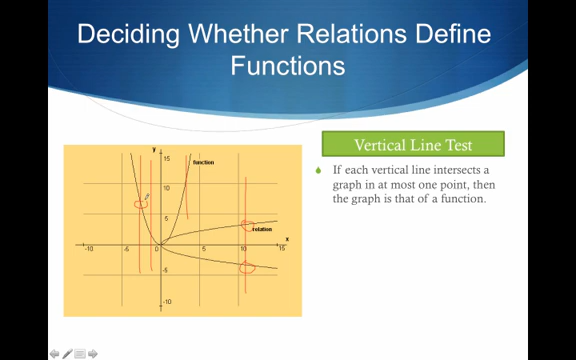 Deciding Whether Relations Define
Functions
Vertical Line Test
If each vertical line intersects a
graph in at most one point, then
the graph is that of a function.
y
15
function
10
5
relation
x
-10
-5
0
5
10
15
-5
-10